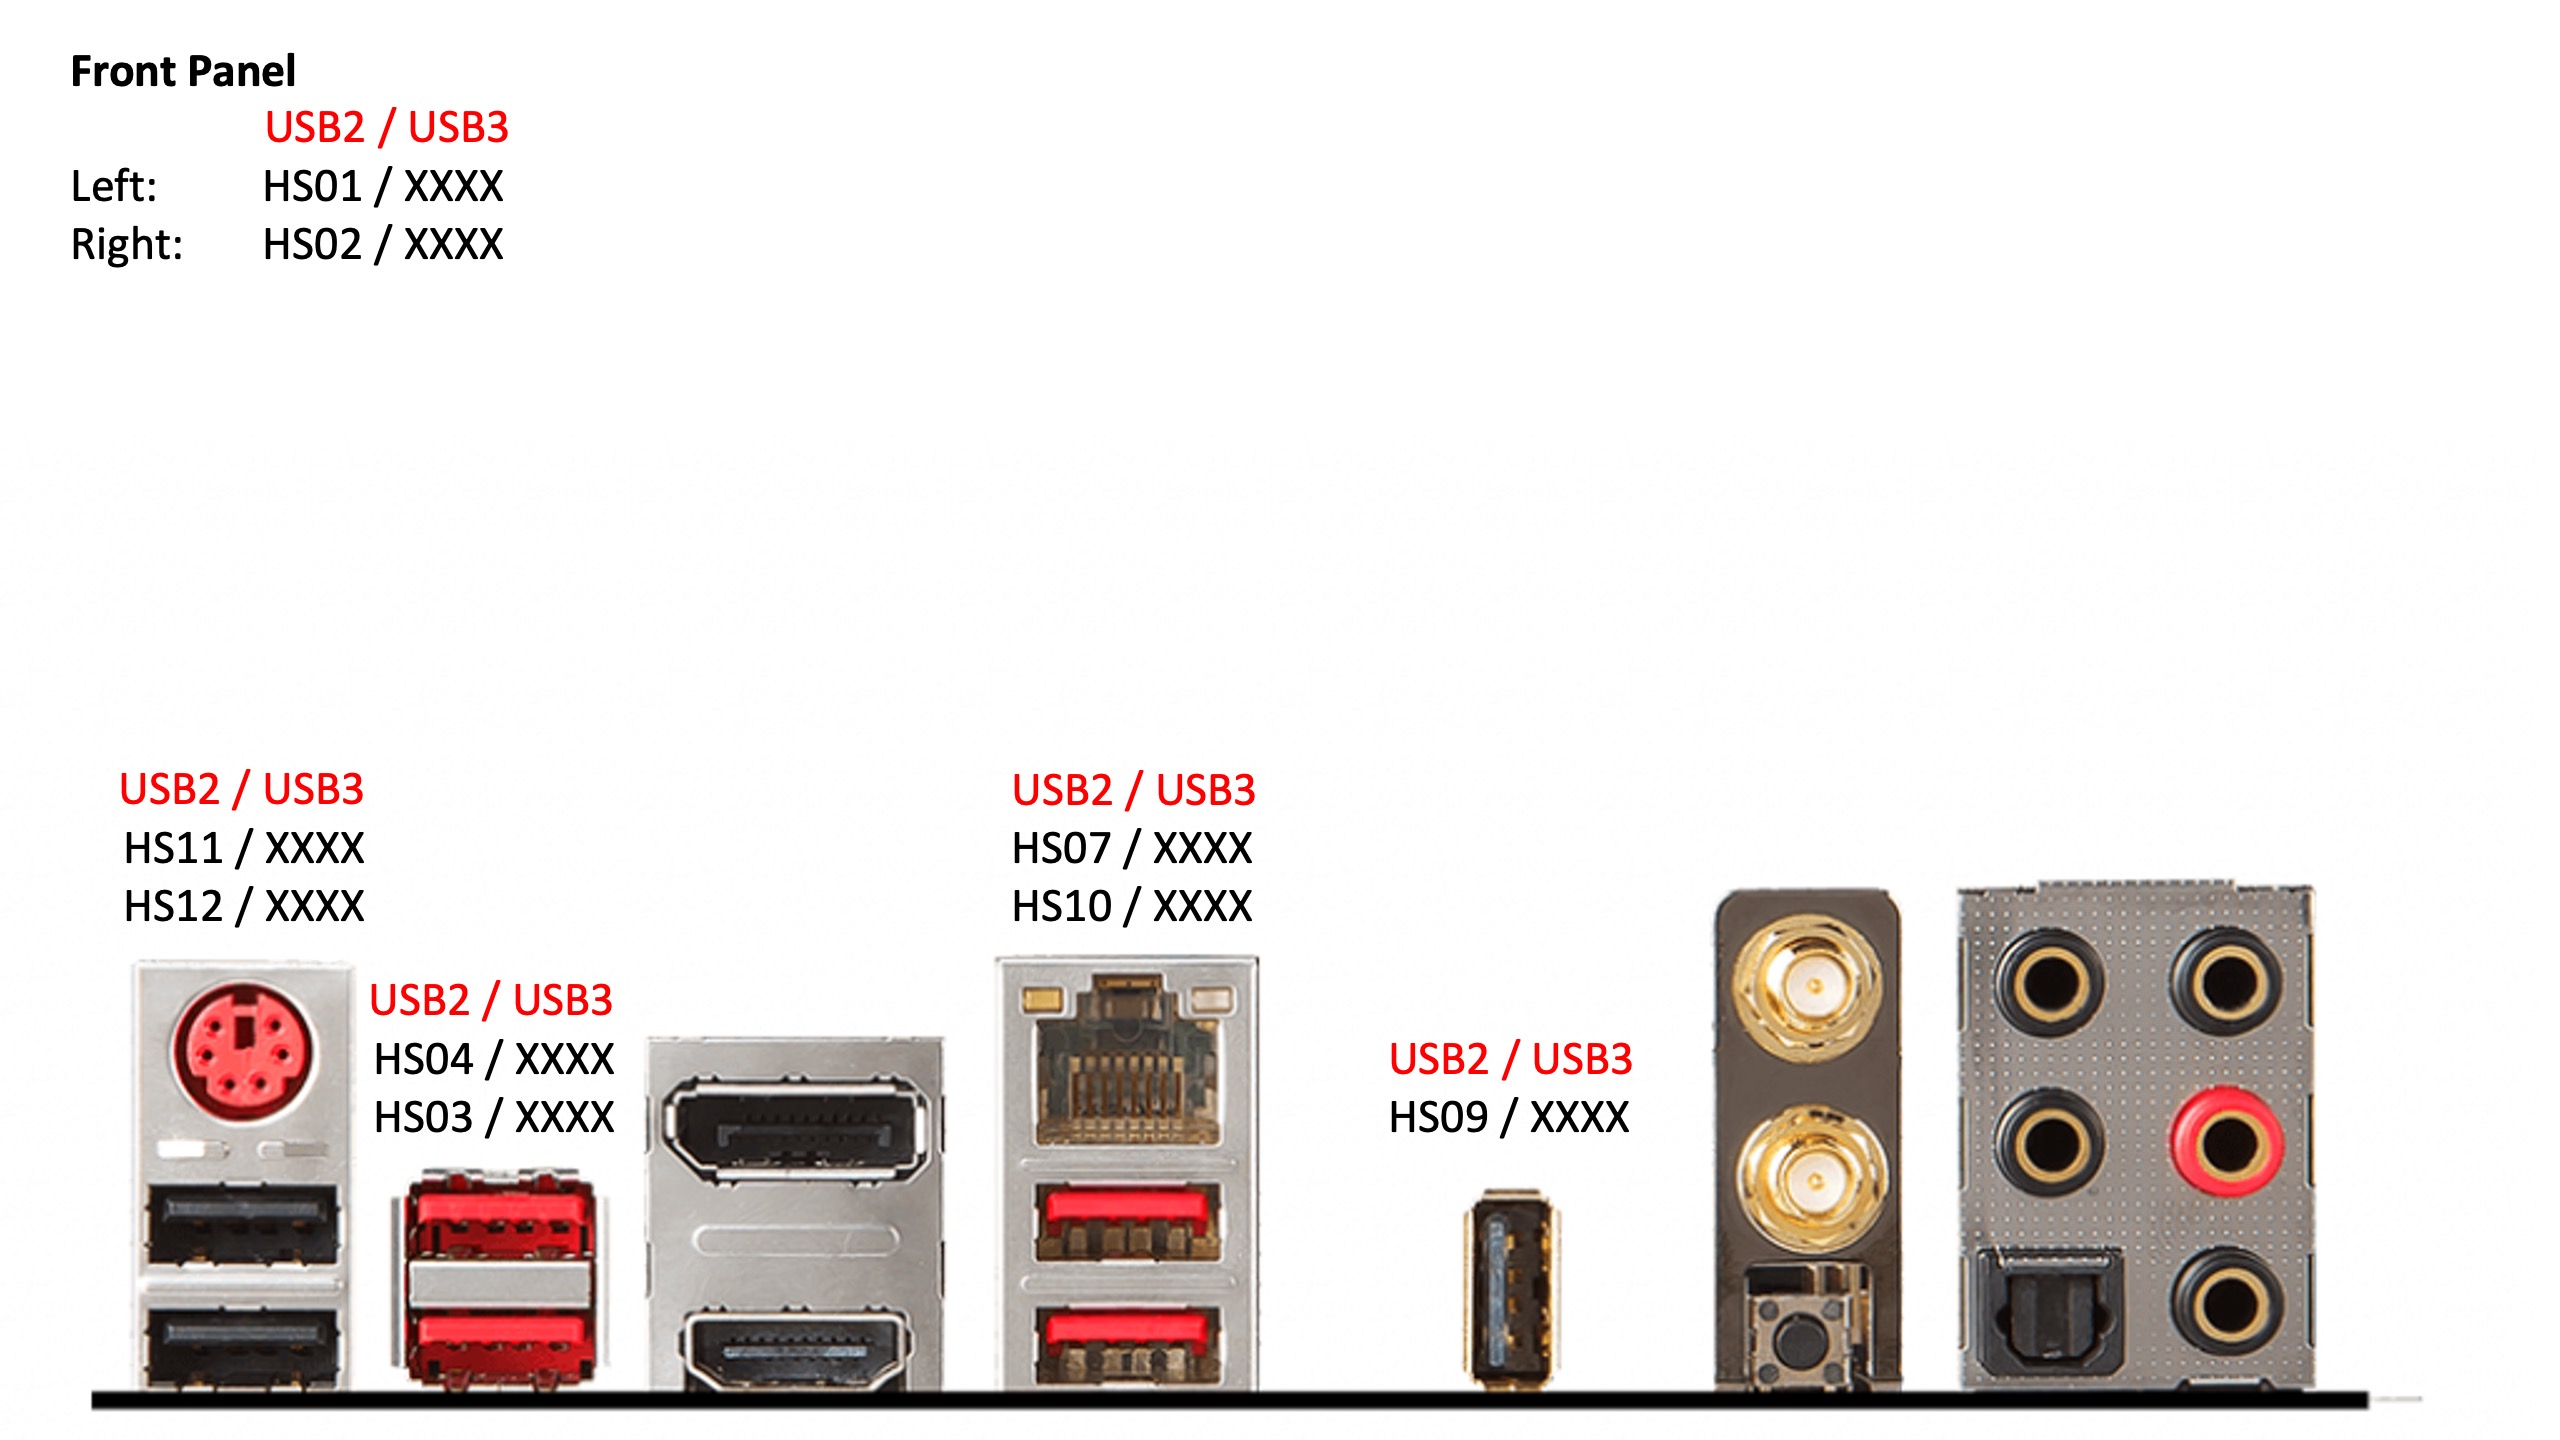 Front Panel
USB2 / USB3
Left: HS01 / XXXX
Right: HS02 / XXXX
USB2 / USB3
HS11 / XXXX
HS12 / XXXX
USB2 / USB3
HS04 / XXXX
HS03 / XXXX
USB2 / USB3
HS07 / XXXX
HS10 / XXXX
USB2 / USB3
HS09 / XXXX